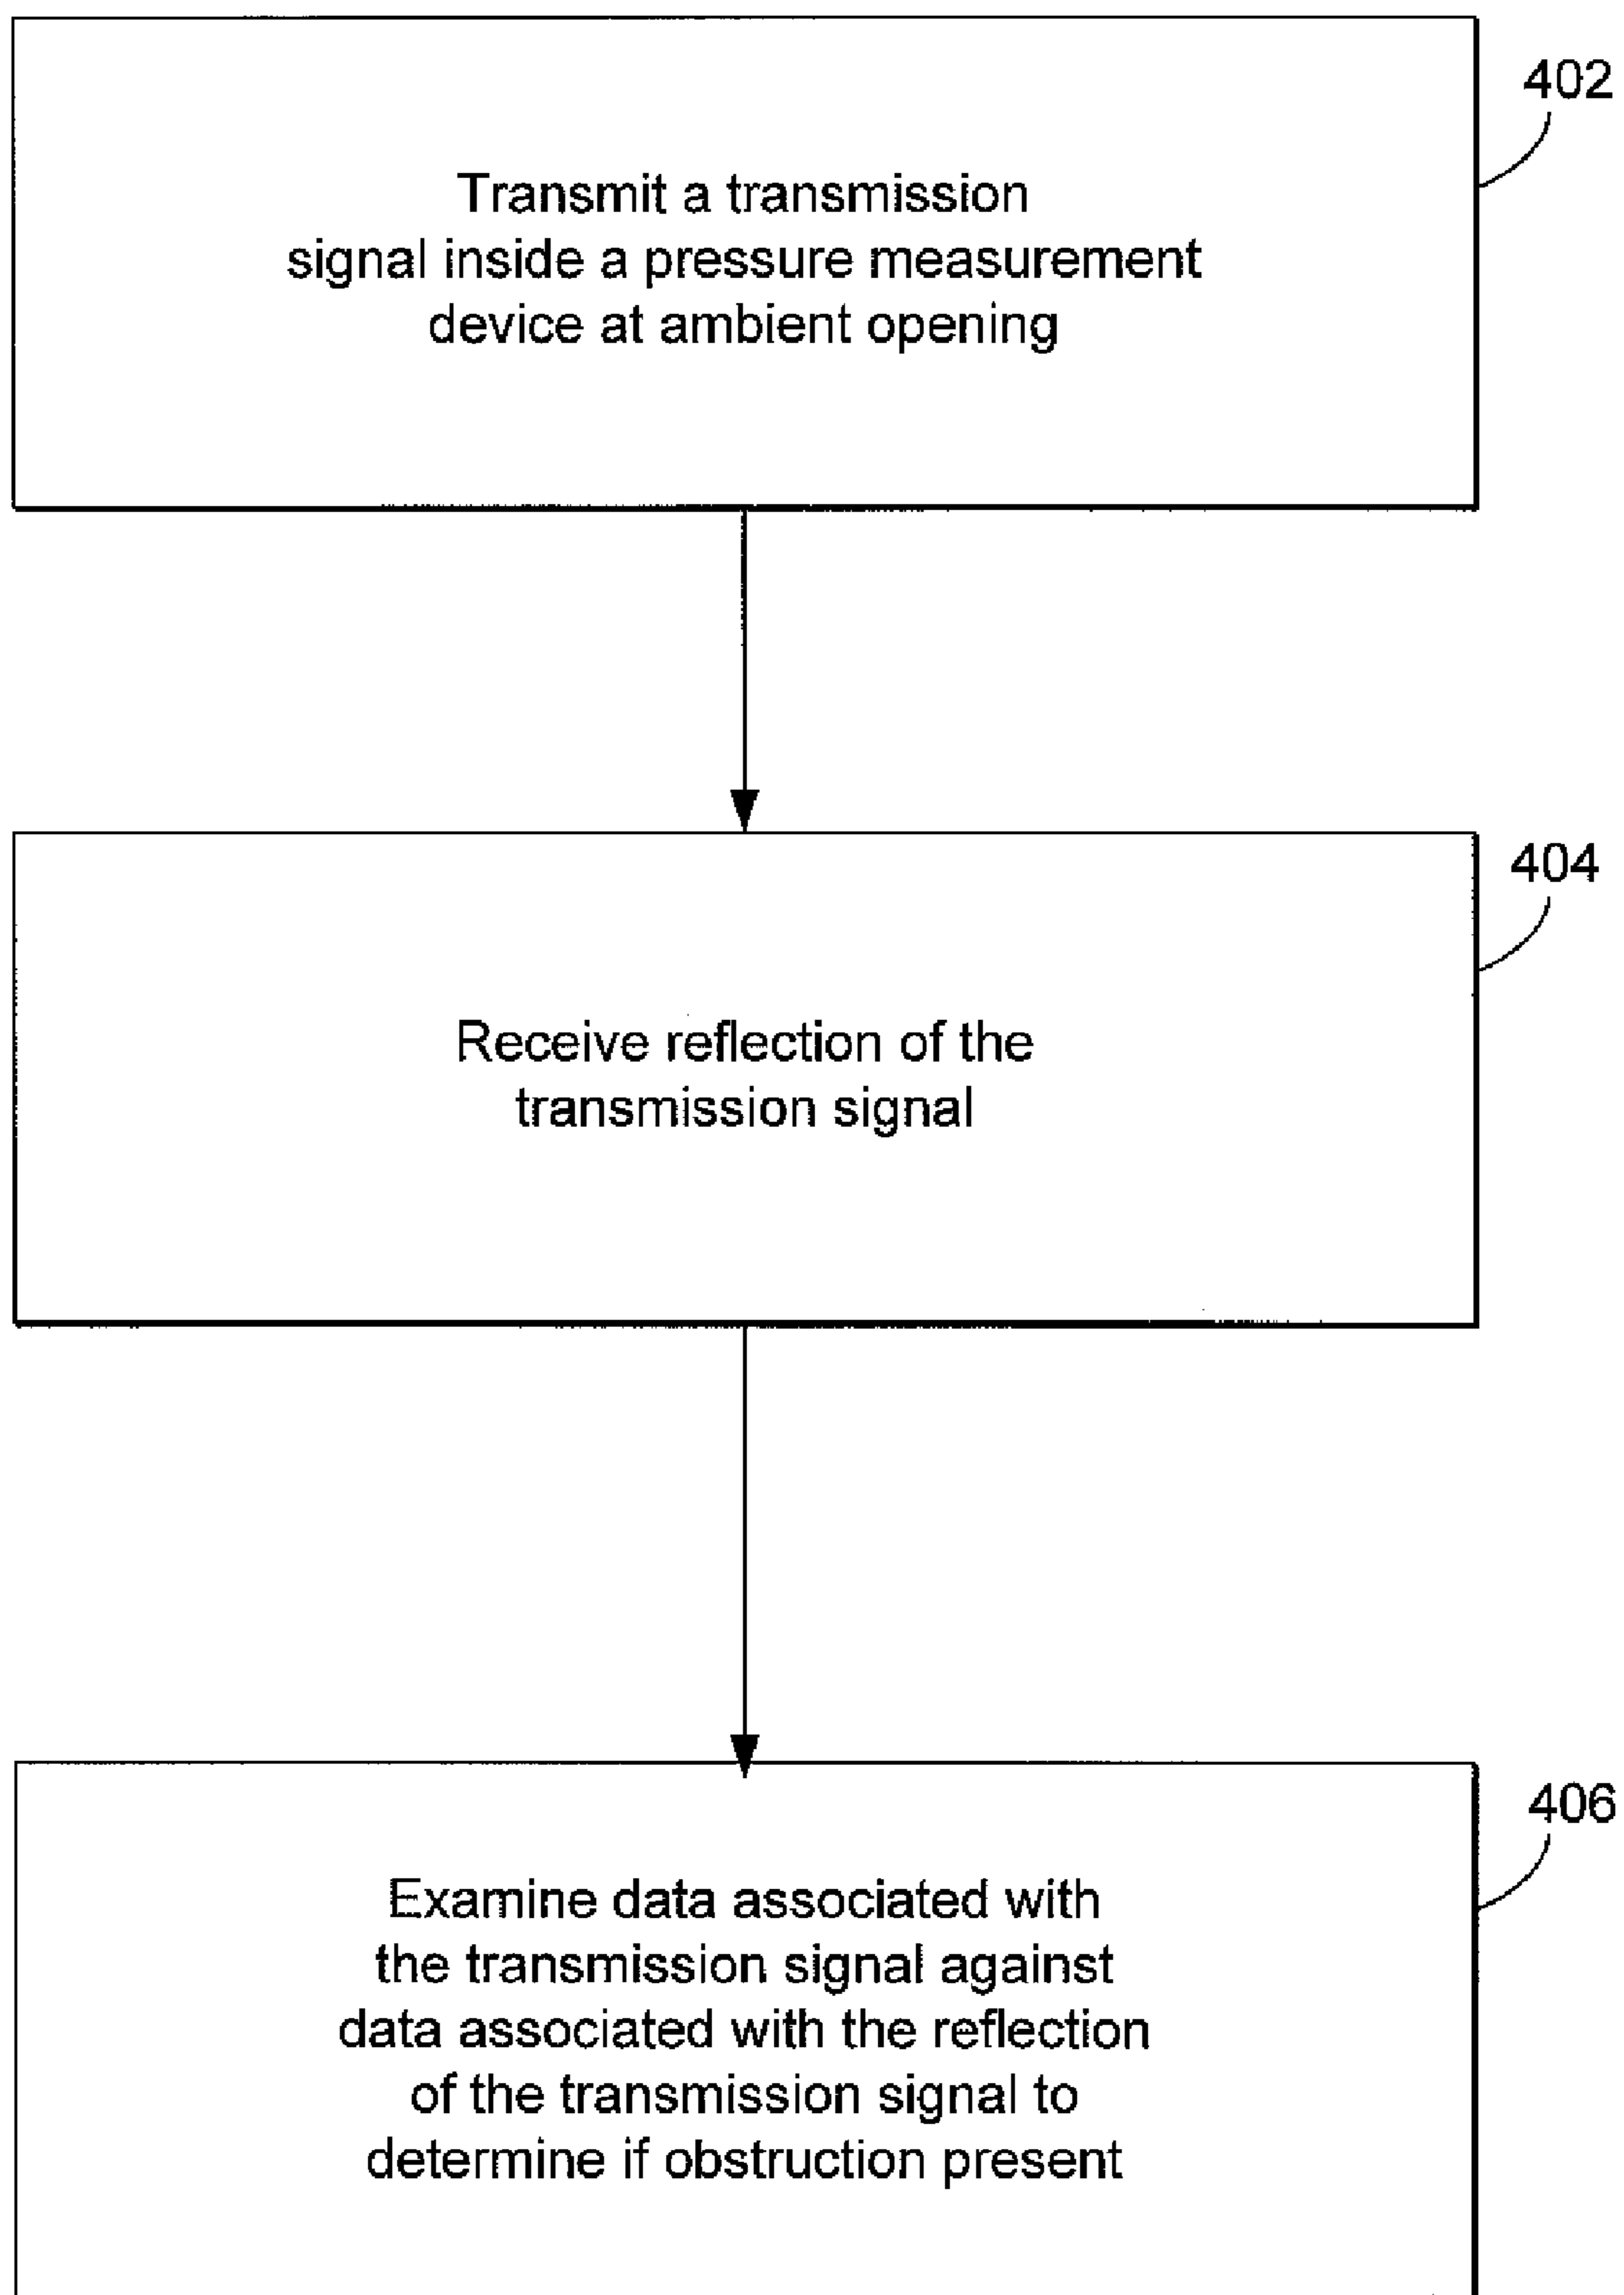 402
Transmit a transmission
signal inside a pressure measurement
device at ambient opening
404
Receive reflection of the
transmission signal
406
Examine data associated with
the transmission signal against
data associated with the reflection
of the transmission signal to
determine if obstruction present